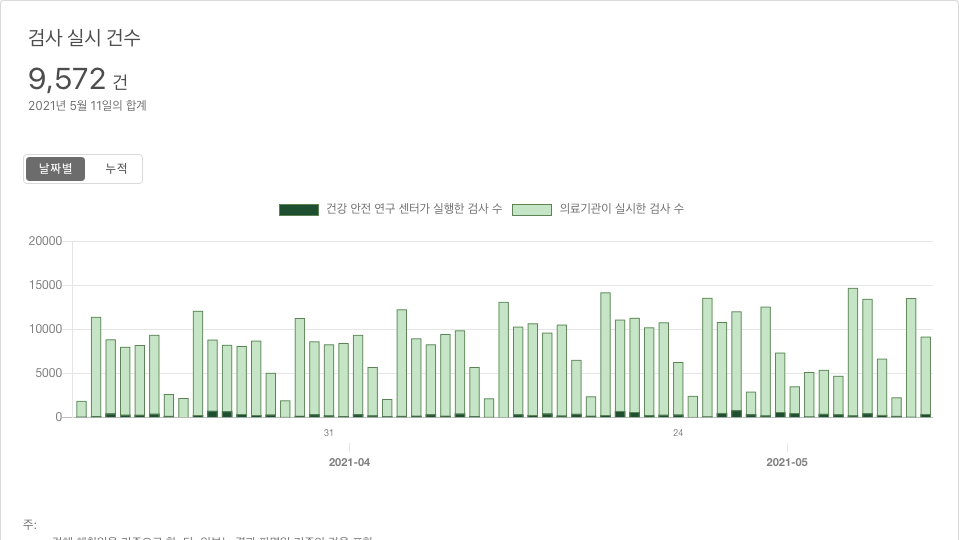 검사 실시 건수
9,572 건
2021년 5월 11일의 합계
날짜별 누적
건강 안전 연구 센터가 실행한 검사 수 의료기관이 실시한 검사 수
20000
15000
10000
5000
0
31 24
2021-04 2021-05
주: